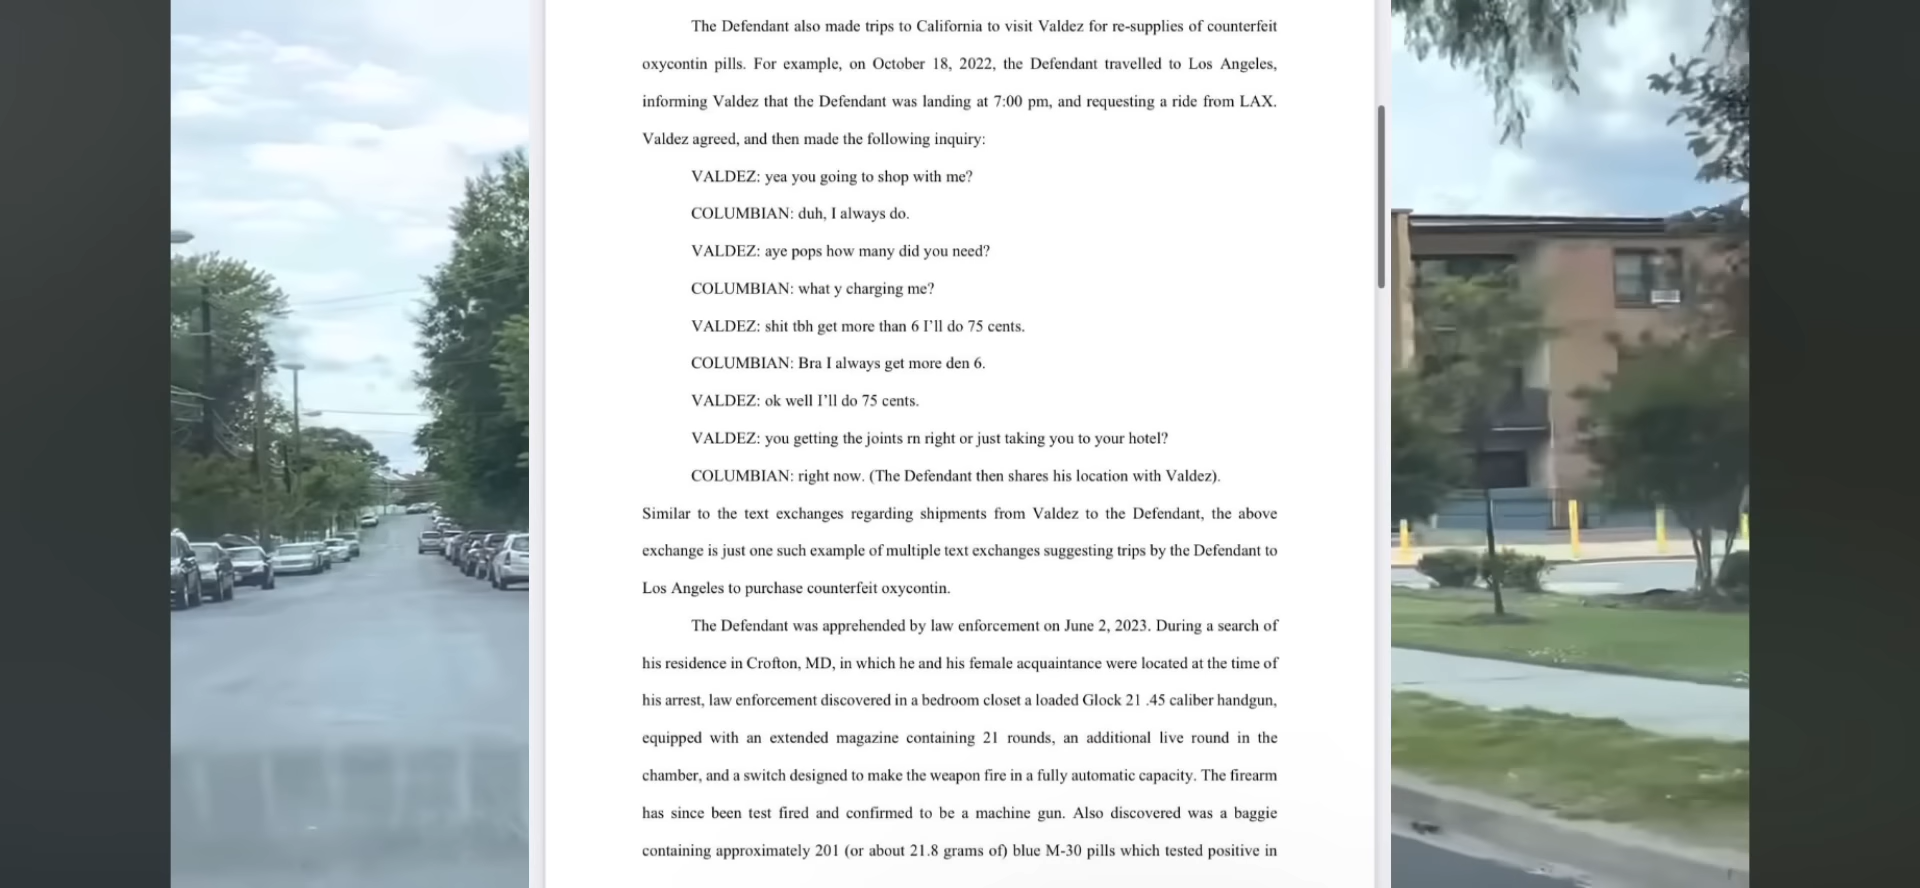 The Defendant also made trips to California to visit Valdez for re-supplies of counterfeit
oxycontin pills. For example, on October 18, 2022, the Defendant travelled to Los Angeles,
informing Valdez that the Defendant was landing at 7:00 pm, and requesting a ride from LAX.
Valdez agreed, and then made the following inquiry:
VALDEZ: yea you going to shop with me?
COLUMBIAN: duh, I always do.
VALDEZ: aye pops how many did you need?
COLUMBIAN: what y charging me?
VALDEZ: shit tbh get more than 6 I'll do 75 cents.
COLUMBIAN: Bra I always get more den 6.
VALDEZ: ok well I'll do 75 cents.
VALDEZ: you getting the joints rn right or just taking you to your hotel?
COLUMBIAN: right now. (The Defendant then shares his location with Valdez).
Similar to the text exchanges regarding shipments from Valdez to the Defendant, the above
exchange is just one such example of multiple text exchanges suggesting trips by the Defendant to
Los Angeles to purchase counterfeit oxycontin.
The Defendant was apprehended by law enforcement on June 2, 2023. During a search of
his residence in Crofton, MD, in which he and his female acquaintance were located at the time of
his arrest, law enforcement discovered in a bedroom closet a loaded Glock 21 .45 caliber handgun,
equipped with an extended magazine containing 21 rounds, an additional live round in the
chamber, and a switch designed to make the weapon fire in a fully automatic capacity. The firearm
has since been test fired and confirmed to be a machine gun. Also discovered was a baggie
containing approximately 201 (or about 21.8 grams of) blue M-30 pills which tested positive in